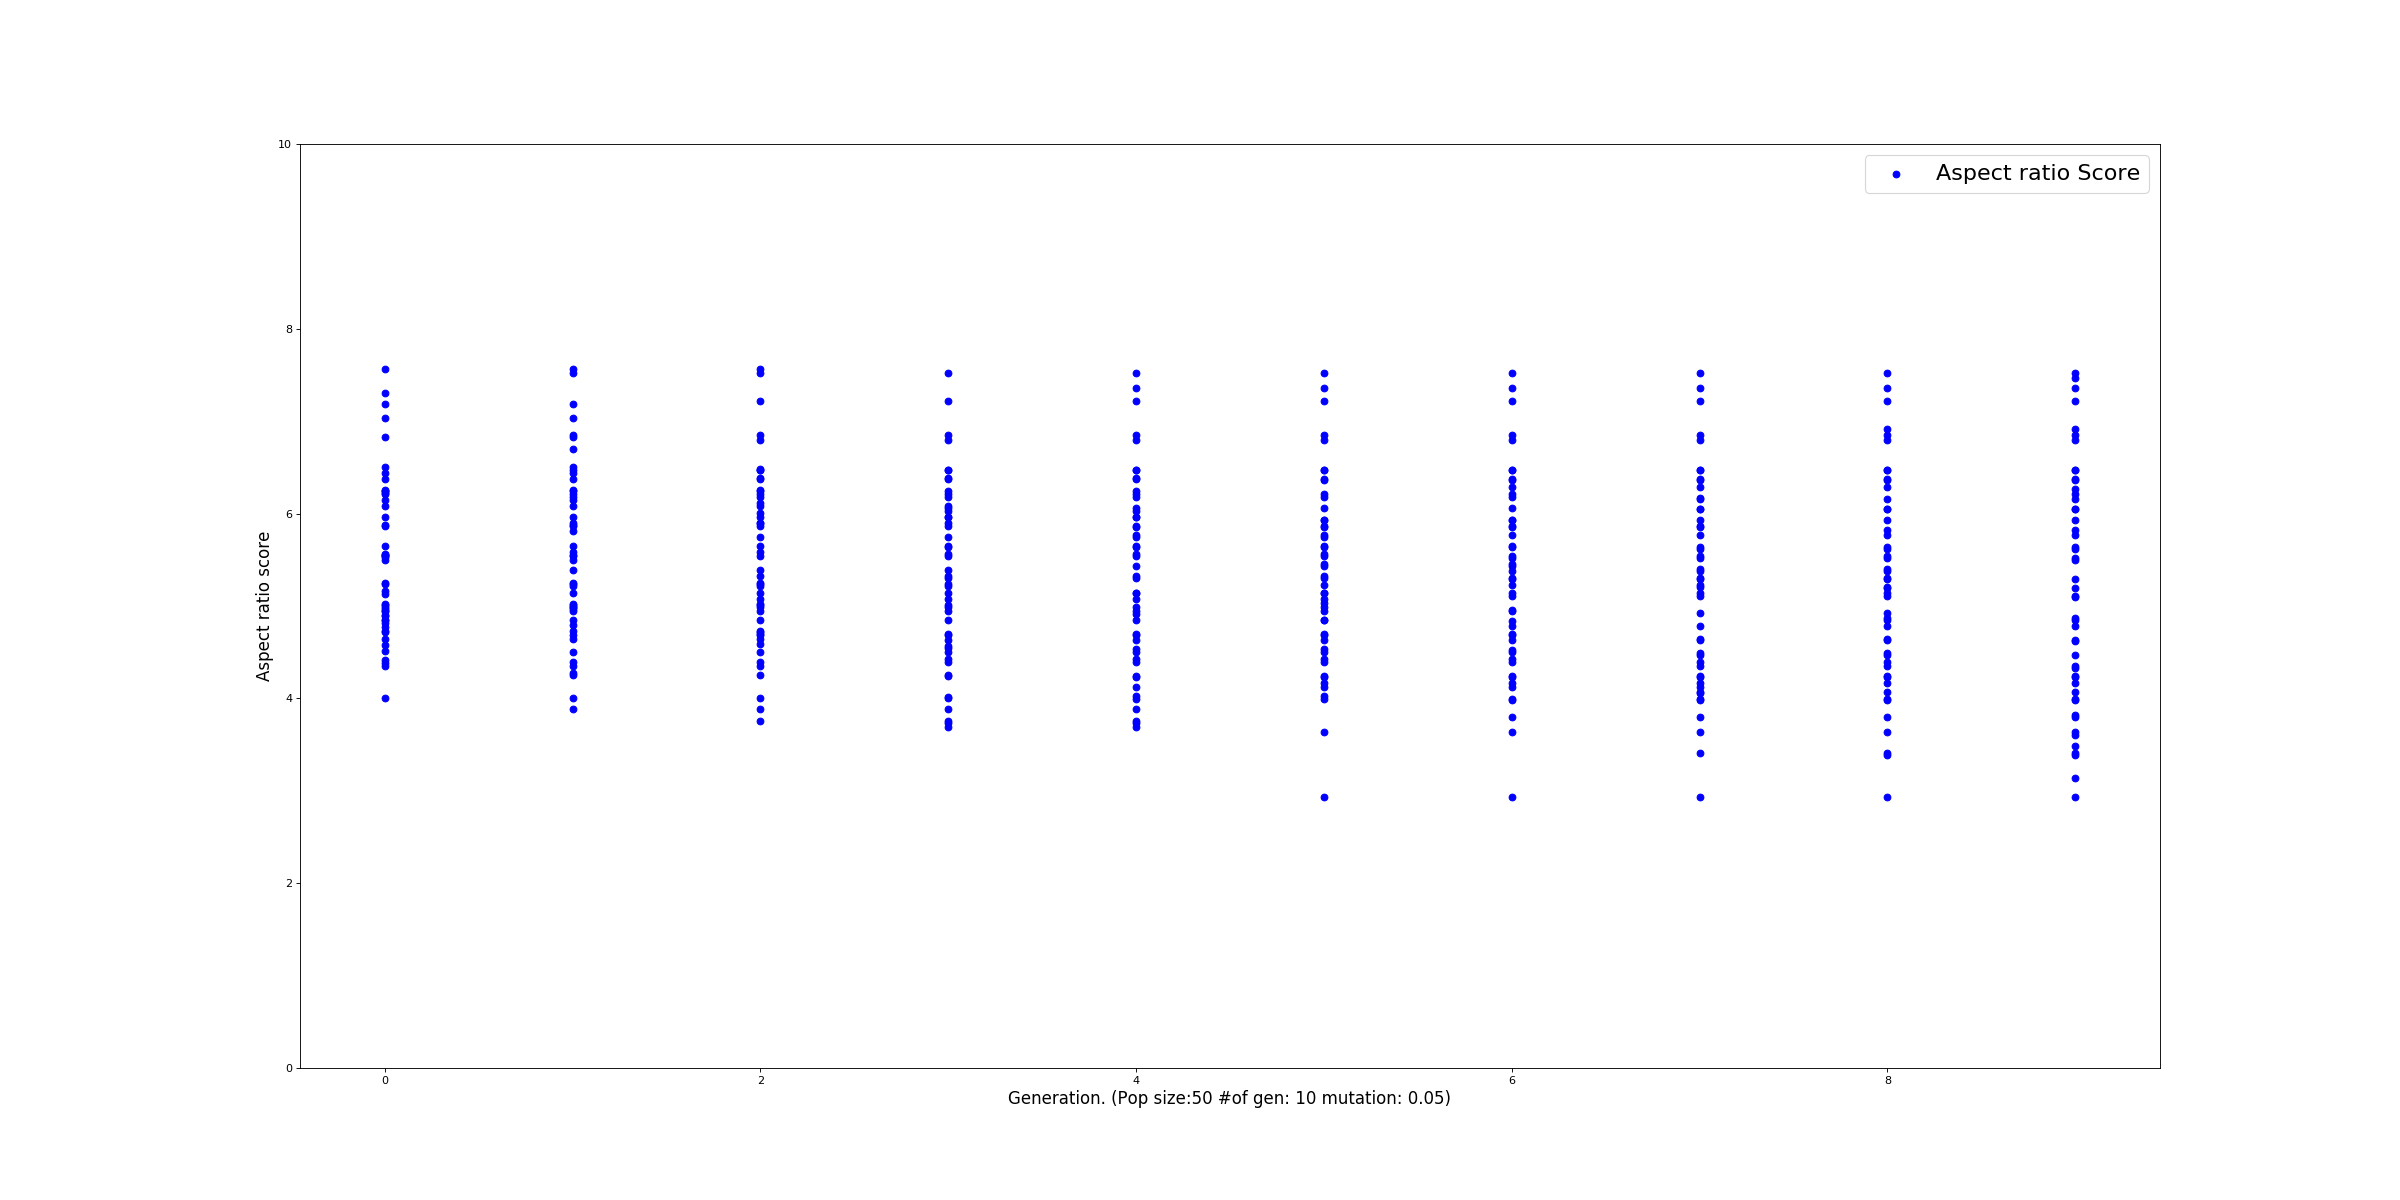 10
8
6
4
2
0
Aspect ratio score
Aspect ratio Score
0 2 4 6 8
Generation. (Pop size:50 #of gen: 10 mutation: 0.05)